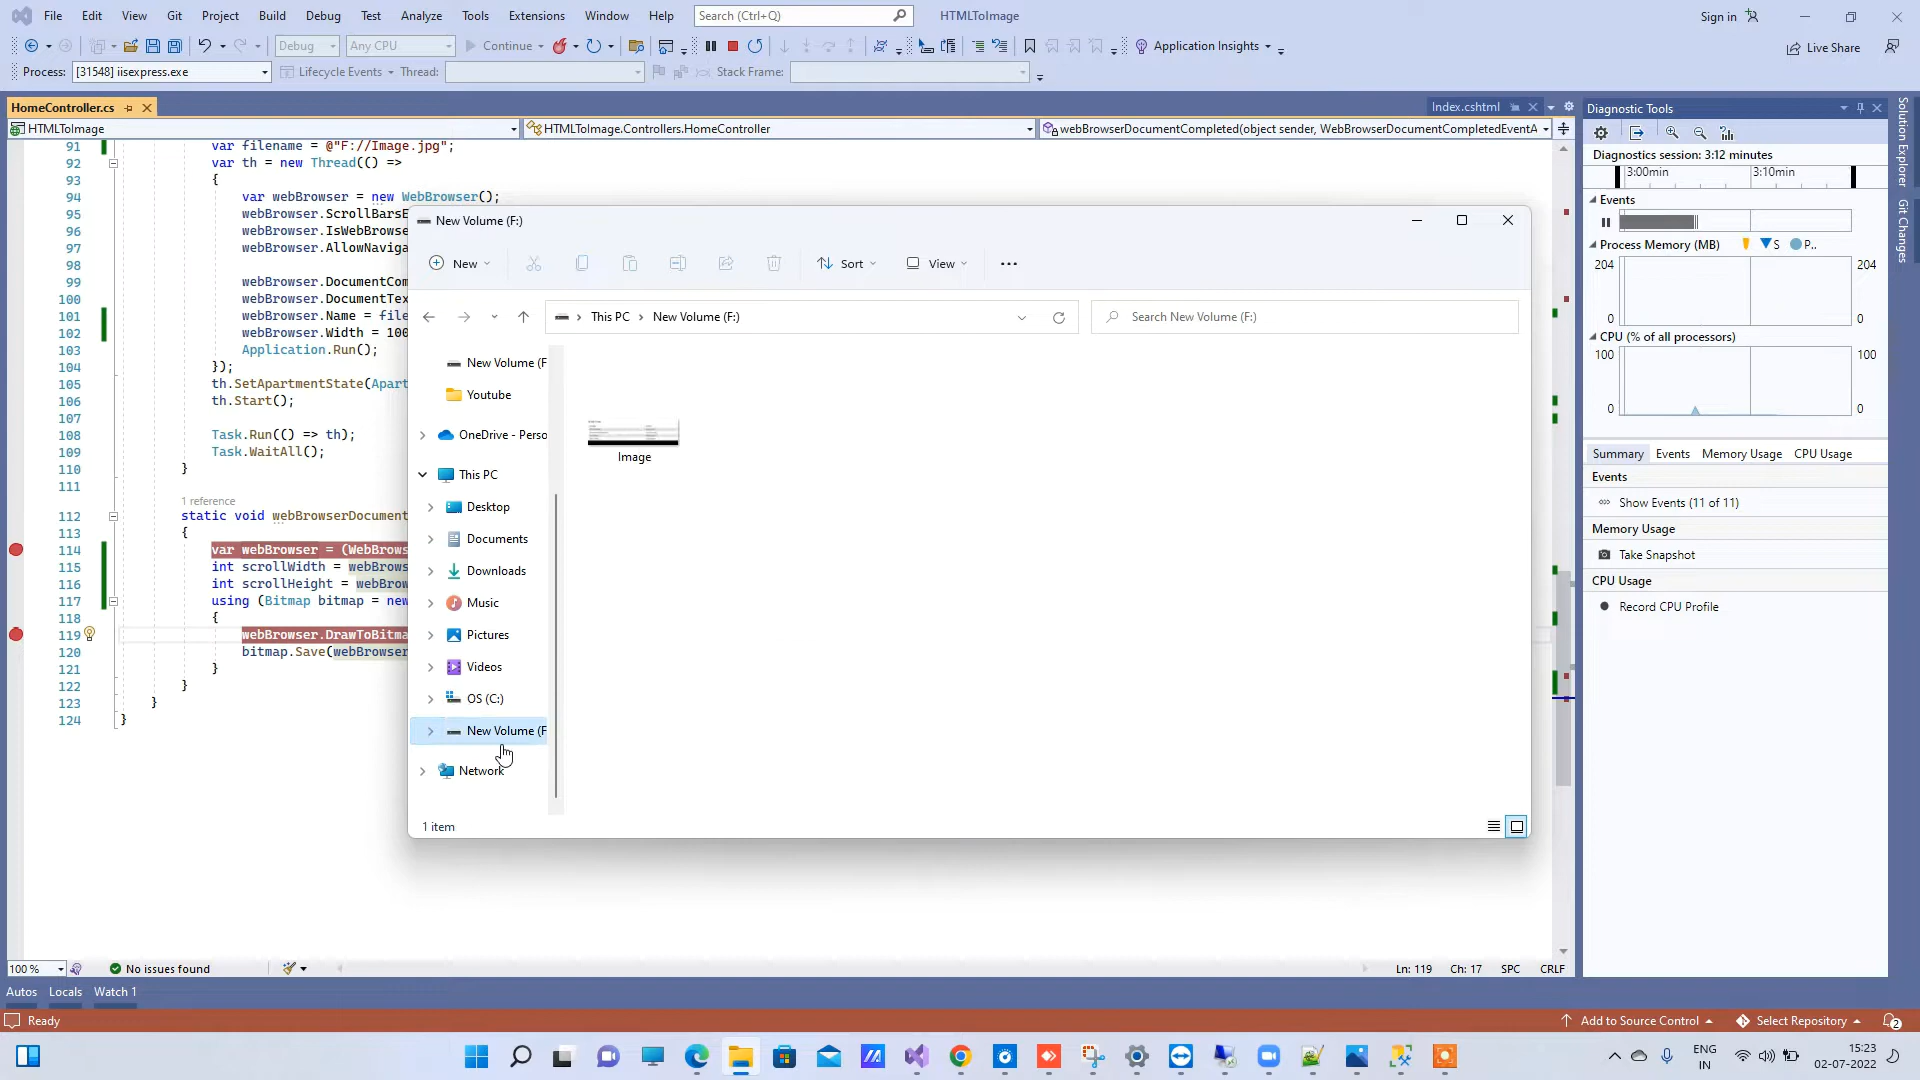 File Edit View Git Project Build Debug Test Analyze Tools Extensions Window Help Search (Ctrl+Q) HTMLToImage Sign in
Debug Any CPU Continue Application Insights Live Share
Process: [31548] iisexpress.exe Lifecycle Events Thread: Stack Frame:
HomeController.cs Index.cshtml
HTMLToImage HTMLToImage.Controllers.HomeController webBrowserDocumentCompleted(object sender, WebBrowserDocumentCompletedEventA
91 var filename = @"F://Image.jpg";
92 var th = new Thread(() =>
93 {
94 var webBrowser = new WebBrowser();
95 webBrowser.ScrollBarsE
96 webBrowser.IsWebBrowse
97 webBrowser.AllowNaviga
98
99 webBrowser.DocumentCom
100 webBrowser.DocumentTex
101 webBrowser.Name = file
102 webBrowser.Width = 100
103 Application.Run();
104 });
105 th.SetApartmentState(Apart
106 th.Start();
107
108 Task.Run(() => th);
109 Task.WaitAll();
110 }
111
1 reference
112 static void webBrowserDocument
113 {
114 var webBrowser = (WebBrows
115 int scrollWidth = webBrows
116 int scrollHeight = webBrow
117 using (Bitmap bitmap = new
118 {
119 webBrowser.DrawToBitma
120 bitmap.Save(webBrowser
121 }
122 }
123 }
124 }
New Volume (F:)
New Sort View
This PC New Volume (F:) Search New Volume (F:)
New Volume (F
Youtube
OneDrive - Perso
This PC
Desktop
Documents
Downloads
Music
Pictures
Videos
OS (C:)
New Volume (F
Network
Image
1 item
Diagnostic Tools
Diagnostics session: 3:12 minutes
3:00min 3:10min
Events
Process Memory (MB) S P..
204 204
0 0
CPU (% of all processors)
100 100
0 0
Summary Events Memory Usage CPU Usage
Events
Show Events (11 of 11)
Memory Usage
Take Snapshot
CPU Usage
Record CPU Profile
Solution Explorer
Git Changes
100 % No issues found Ln: 119 Ch: 17 SPC CRLF
Autos Locals Watch 1
Ready Add to Source Control Select Repository 2
ENG
IN
15:23
02-07-2022